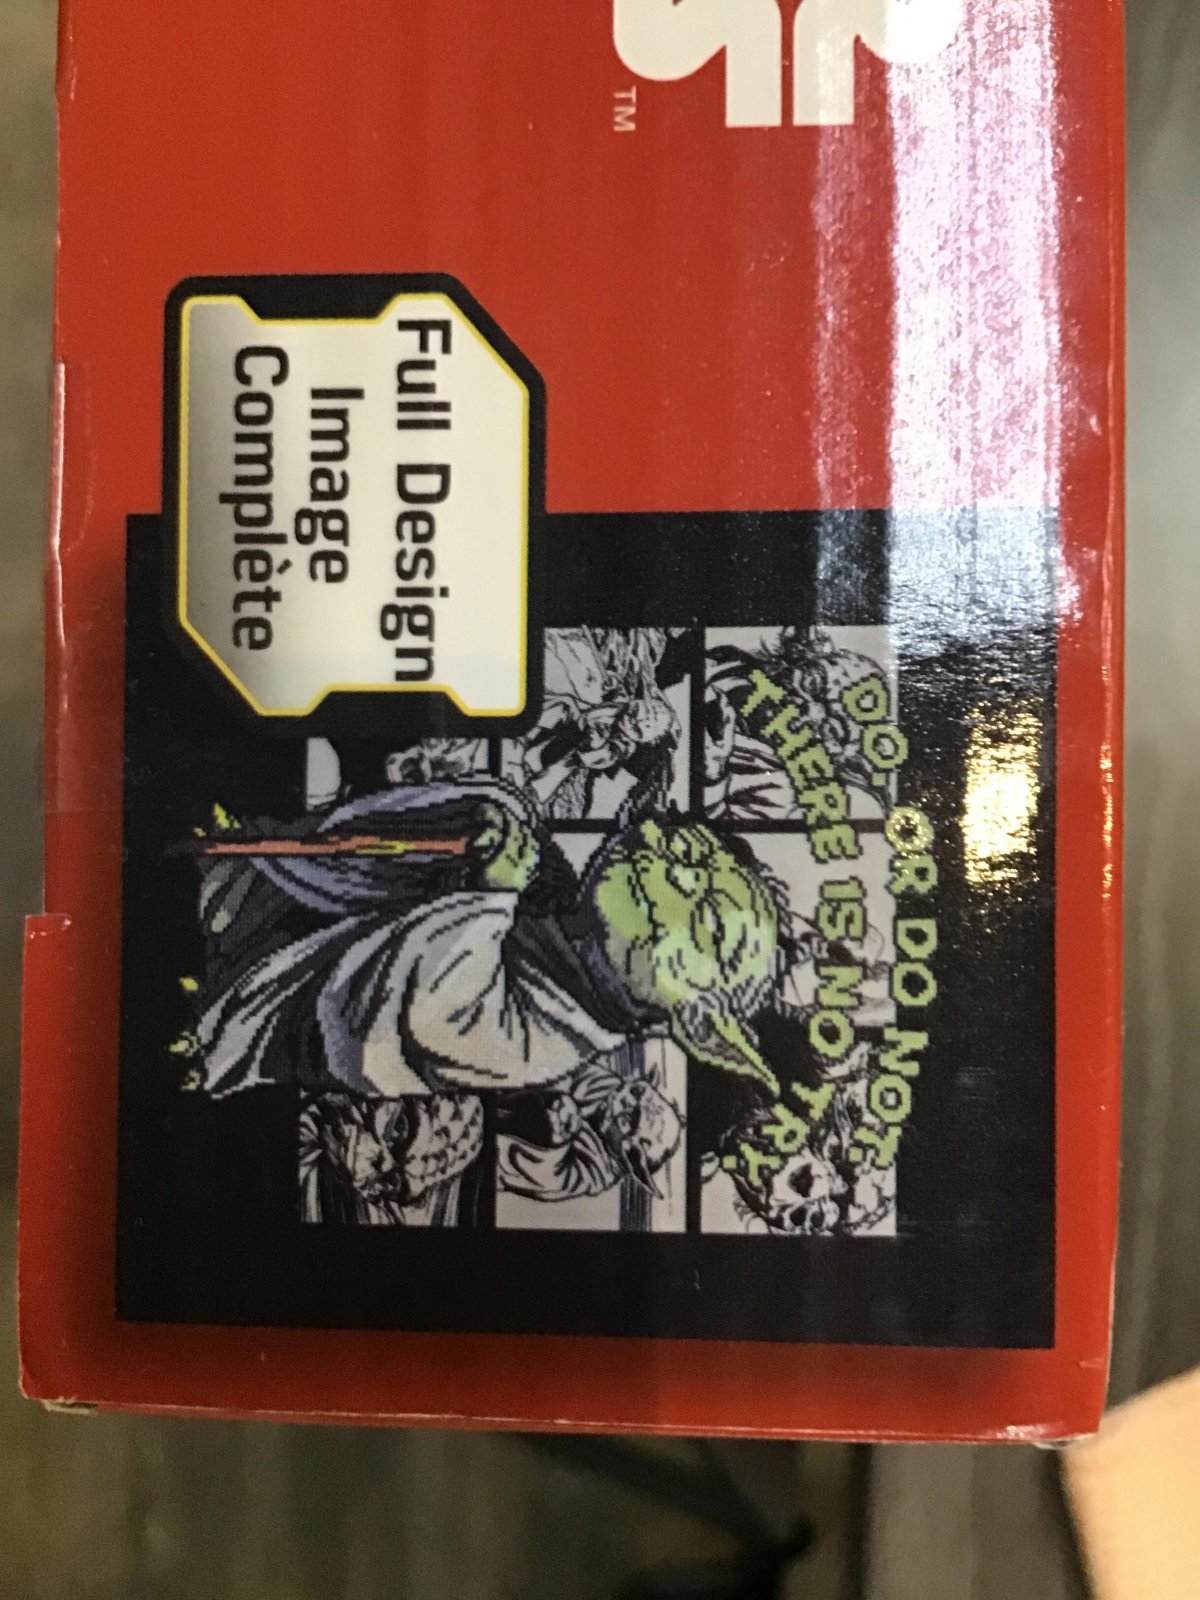 TM
Full Design
Image
Complète
DO. OR DO NOT.
THERE IS NO TRY.